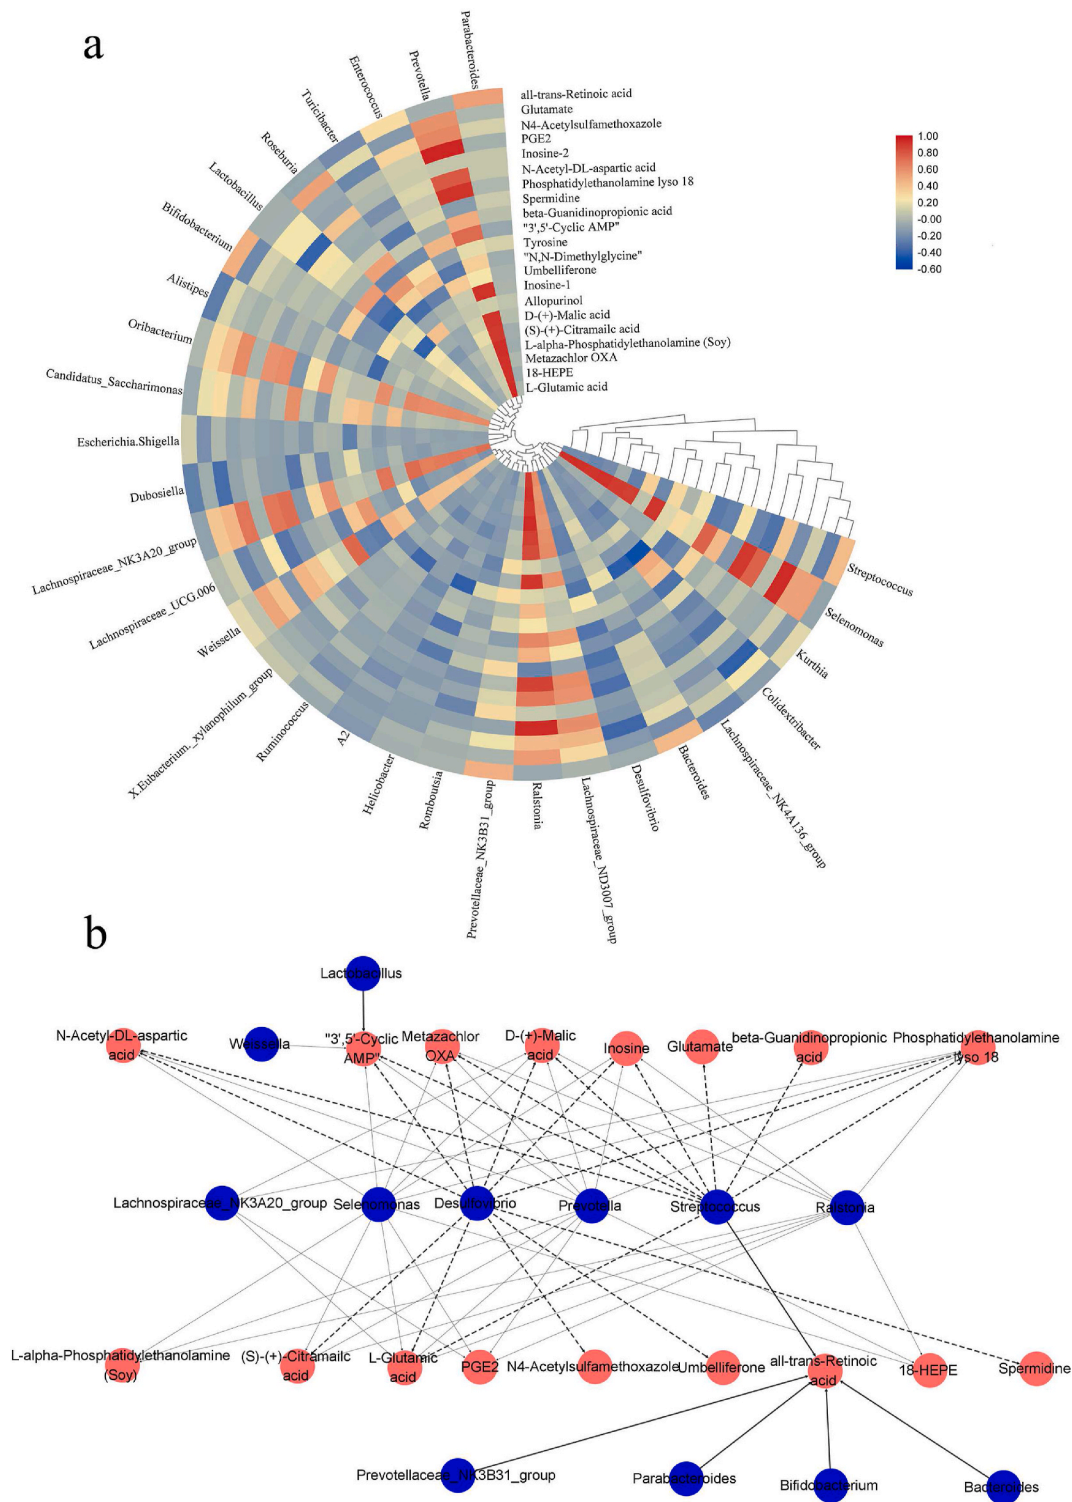 a
Parabacteroides
Prevotella
Enterococcus
Turicibacter
Roseburia
Lactobacillus
Bifidobacterium
Alistipes
Oribacterium
Candidatus_Saccharimonas
Escherichia.Shigella
Dubosiella
Lachnospiraceae_NK3A20_group
Lachnospiraceae_UCG.006
Weissella
X.Eubacterium._xylanophilum_group
Ruminococcus
A2
Helicobacter
Romboutsia
Prevotellaceae_NK3B31_group
Ralstonia
Lachnospiraceae_ND3007_group
Desulfovibrio
Bacteroides
Lachnospiraceae_NK4A136_group
Colidextribacter
Kurthia
Selenomonas
Streptococcus
all-trans-Retinoic acid
Glutamate
N4-Acetylsulfamethoxazole
PGE2
Inosine-2
N-Acetyl-DL-aspartic acid
Phosphatidylethanolamine lyso 18
Spermidine
beta-Guanidinopropionic acid
"3',5'-Cyclic AMP"
Tyrosine
"N,N-Dimethylglycine"
Umbelliferone
Inosine-1
Allopurinol
D-(+)-Malic acid
(S)-(+)-Citramailc acid
L-alpha-Phosphatidylethanolamine (Soy)
Metazachlor OXA
18-HEPE
L-Glutamic acid
1.00
0.80
0.60
0.40
0.20
-0.00
-0.20
-0.40
-0.60
b
Lactobacillus
N-Acetyl-DL-aspartic
acid
Weissella
"3',5'-Cyclic
AMP"
Metazachlor
OXA
D-(+)-Malic
acid
Inosine
Glutamate
beta-Guanidinopropionic
acid
Phosphatidylethanolamine
lyso 18
Lachnospiraceae_NK3A20_group
Selenomonas
Desulfovibrio
Prevotella
Streptococcus
Ralstonia
L-alpha-Phosphatidylethanolamine
(Soy)
(S)-(+)-Citramailc
acid
L-Glutamic
acid
PGE2
N4-Acetylsulfamethoxazole
Umbelliferone
all-trans-Retinoic
acid
18-HEPE
Spermidine
Prevotellaceae_NK3B31_group
Parabacteroides
Bifidobacterium
Bacteroides